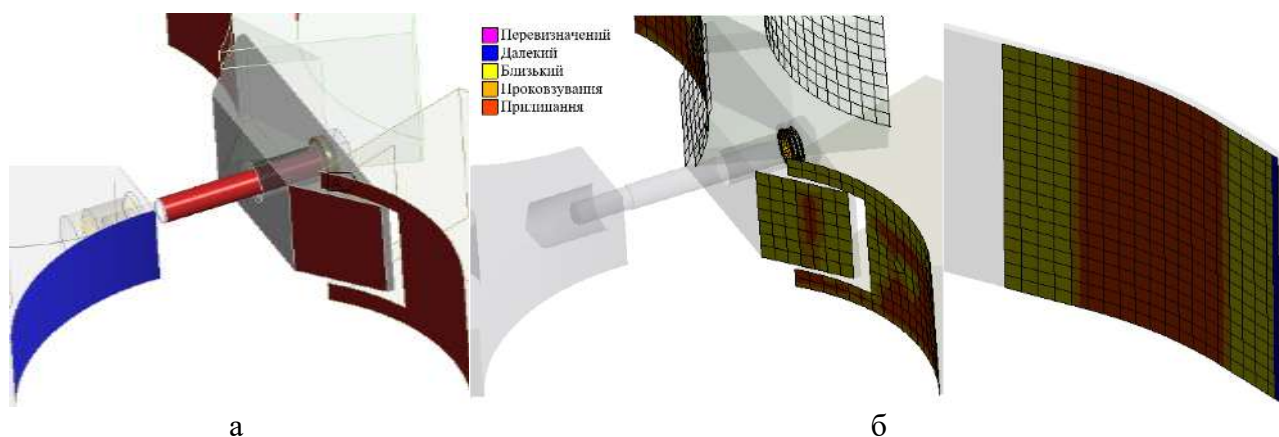 Перевизначений
Далекий
Близький
Проковзування
Прилипання
а
б